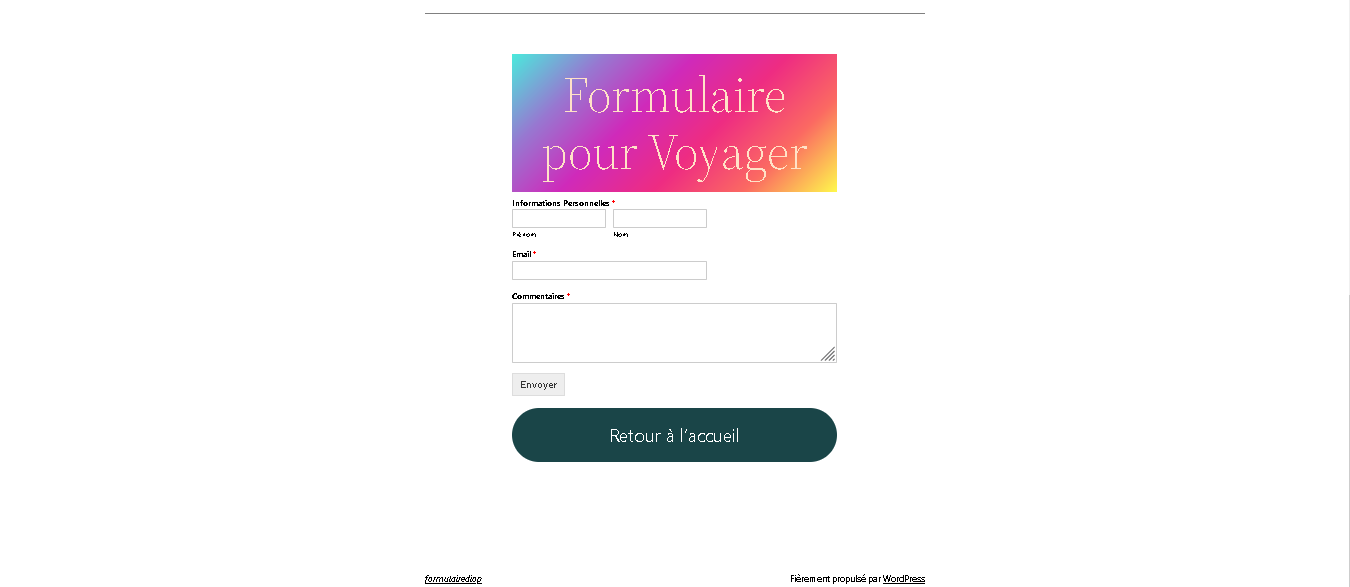 Formulaire
pour Voyager
Informations Personnelles *
Prénom Nom
Email *
Commentaires *
Envoyer
Retour à l'accueil
formulairediop Fièrement propulsé par WordPress